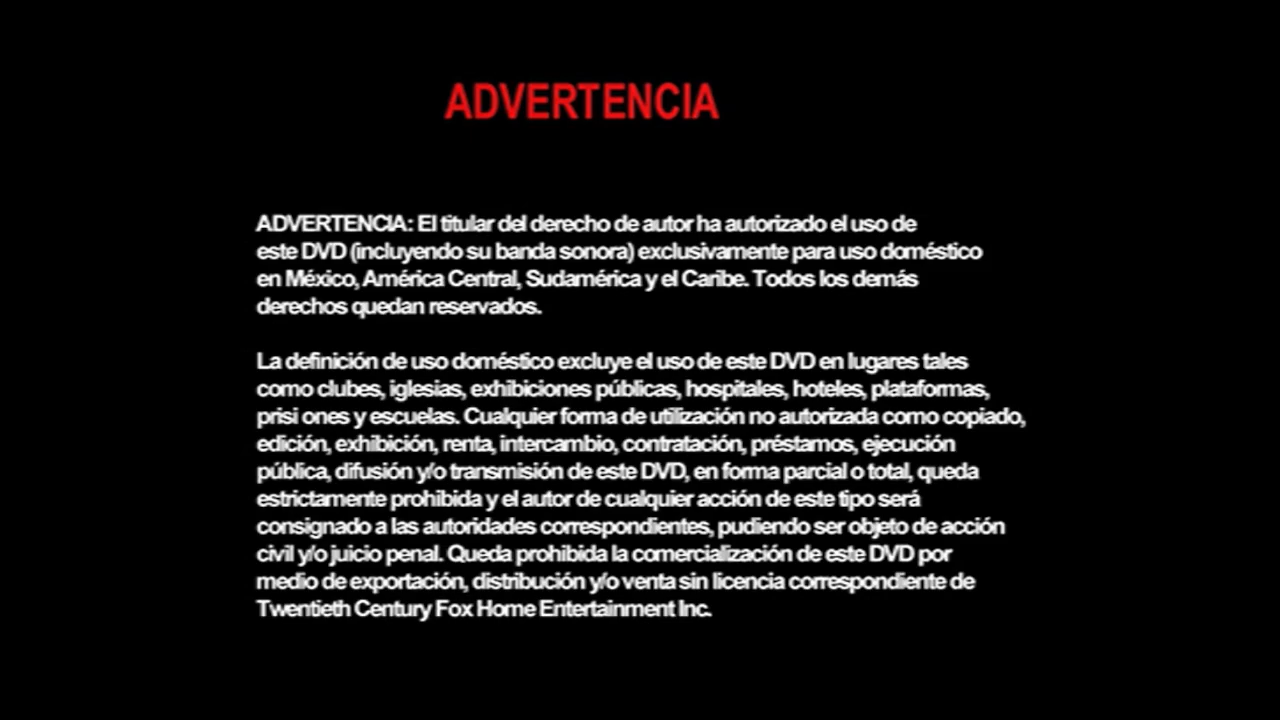 ADVERTENCIA
ADVERTENCIA: El titular del derecho de autor ha autorizado el uso de
este DVD (incluyendo su banda sonora) exclusivamente para uso doméstico
en México, América Central, Sudamérica y el Caribe. Todos los demás
derechos quedan reservados.
La definición de uso doméstico excluye el uso de este DVD en lugares tales
como clubes, iglesias, exhibiciones públicas, hospitales, hoteles, plataformas,
prisi ones y escuelas. Cualquier forma de utilización no autorizada como copiado,
edición, exhibición, renta, intercambio, contratación, préstamos, ejecución
pública, difusión y/o transmisión de este DVD, en forma parcial o total, queda
estrictamente prohibida y el autor de cualquier acción de este tipo será
consignado a las autoridades correspondientes, pudiendo ser objeto de acción
civil y/o juicio penal. Queda prohibida la comercialización de este DVD por
medio de exportación, distribución y/o venta sin licencia correspondiente de
Twentieth Century Fox Home Entertainment Inc.